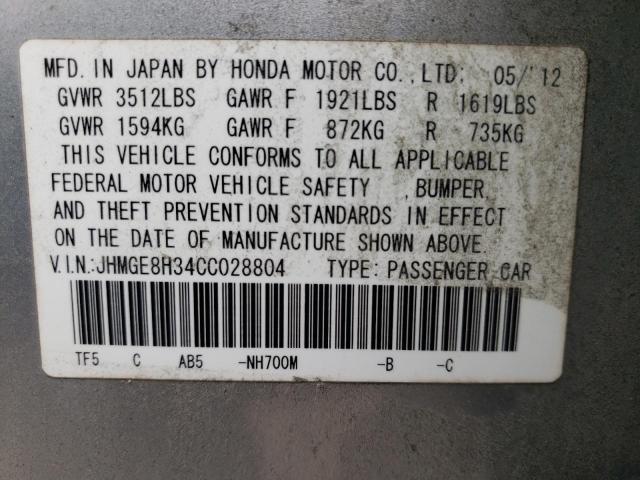 MFD. IN JAPAN BY HONDA MOTOR CO., LTD. 05/'12
GVWR 3512LBS GAWR F 1921LBS R 1619LBS
GVWR 1594KG GAWR F 872KG R 735KG
THIS VEHICLE CONFORMS TO ALL APPLICABLE
FEDERAL MOTOR VEHICLE SAFETY , BUMPER,
AND THEFT PREVENTION STANDARDS IN EFFECT
ON THE DATE OF MANUFACTURE SHOWN ABOVE.
V.I.N.:JHMGE8H34CC028804 TYPE: PASSENGER CAR
TF5 C AB5 -NH700M -B -C